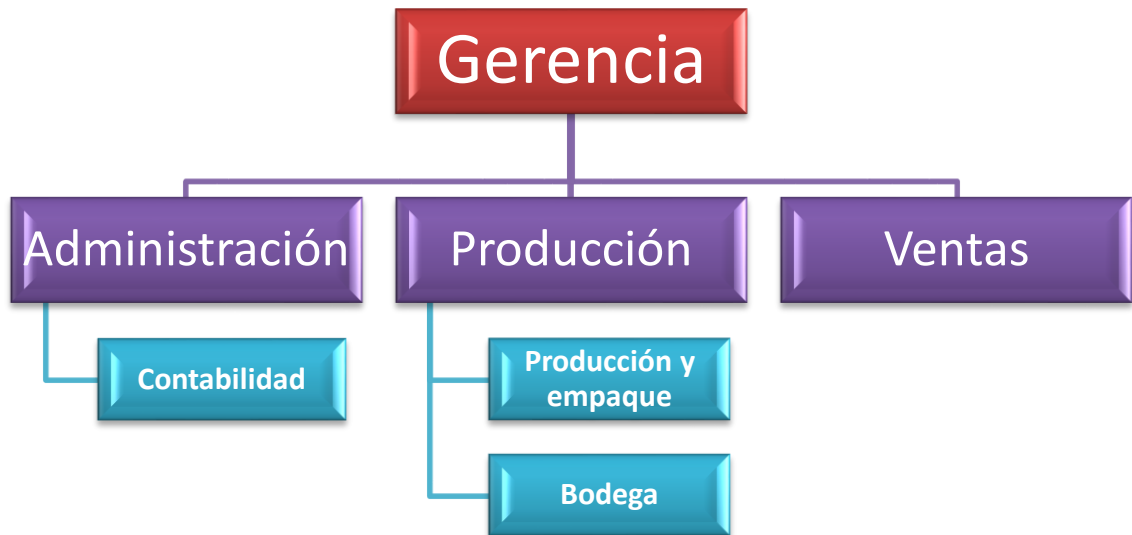 Gerencia
Administración
Producción
Ventas
Contabilidad
Producción y
empaque
Bodega